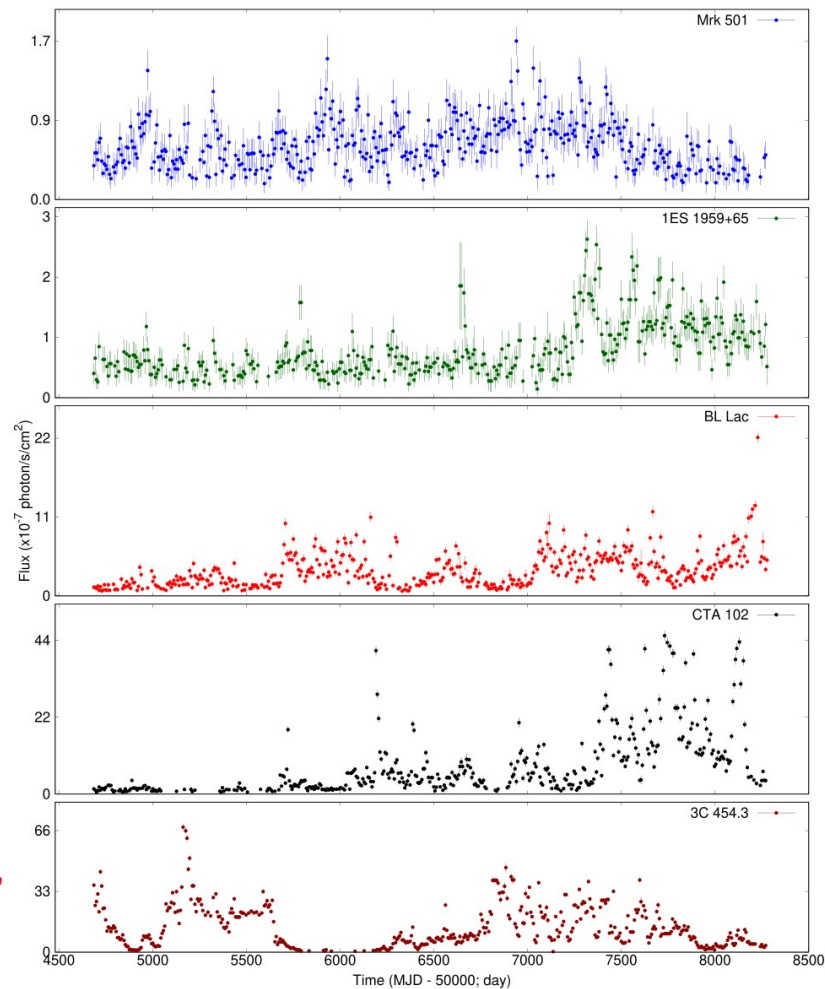 Mrk 501
1.7
0.9
0.0
1ES 1959+65
3
2
1
0
BL Lac
22
11
0
Flux (x10-7 photon/s/cm2)
CTA 102
44
22
0
3C 454.3
66
33
0
4500 5000 5500 6000 6500 7000 7500 8000 8500
Time (MJD - 50000; day)